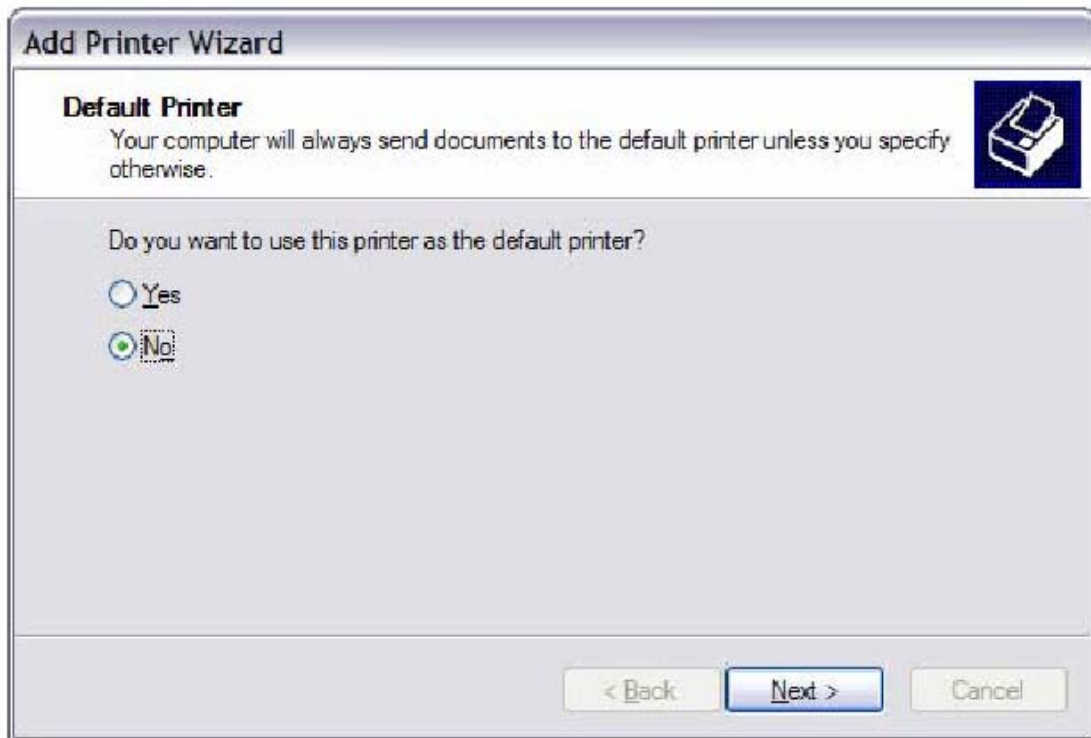 Add Printer Wizard
Default Printer
Your computer will always send documents to the default printer unless you specify
otherwise.
Do you want to use this printer as the default printer?
Yes
No
< Back Next > Cancel